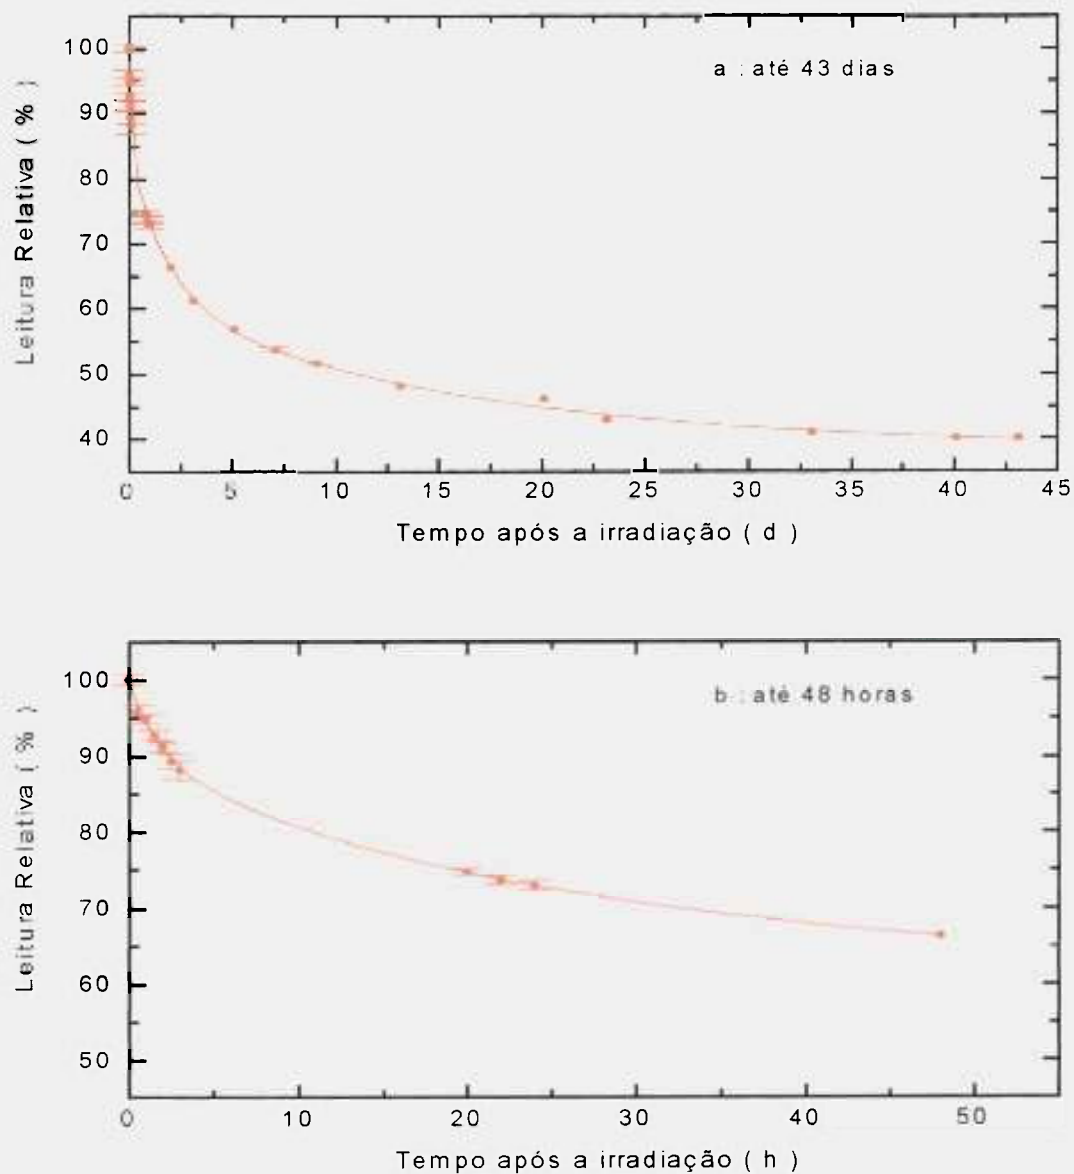 a : até 43 dias
Leitura Relativa ( % )
100
90
80
70
60
50
40
0 5 10 15 20 25 30 35 40 45
Tempo após a irradiação ( d )
b : até 48 horas
Leitura Relativa ( % )
100
90
80
70
60
50
0 10 20 30 40 50
Tempo após a irradiação ( h )